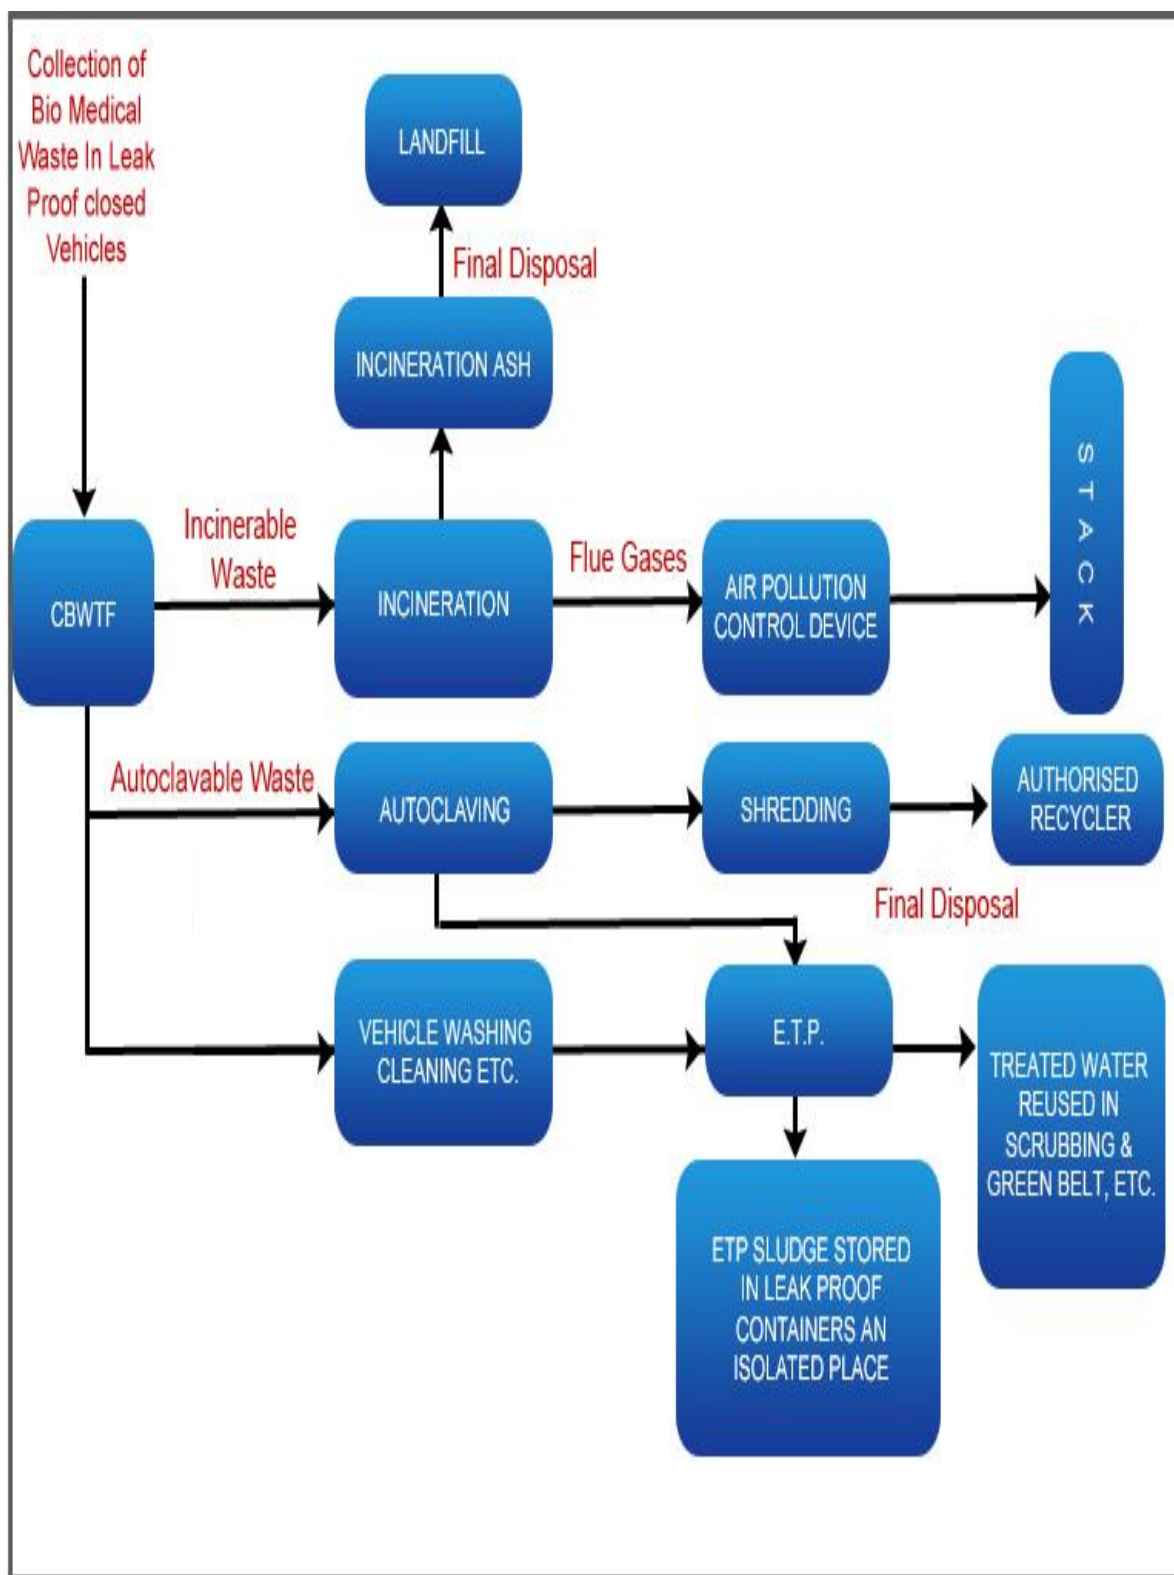 Collection of
Bio Medical
Waste In Leak
Proof closed
Vehicles
LANDFILL
Final Disposal
INCINERATION ASH
STACK
CBWTF
Incinerable
Waste
INCINERATION
Flue Gases
AIR POLLUTION
CONTROL DEVICE
Autoclavable Waste
AUTOCLAVING
SHREDDING
AUTHORISED
RECYCLER
Final Disposal
VEHICLE WASHING
CLEANING ETC.
E.T.P.
TREATED WATER
REUSED IN
SCRUBBING &
GREEN BELT, ETC.
ETP SLUDGE STORED
IN LEAK PROOF
CONTAINERS AN
ISOLATED PLACE